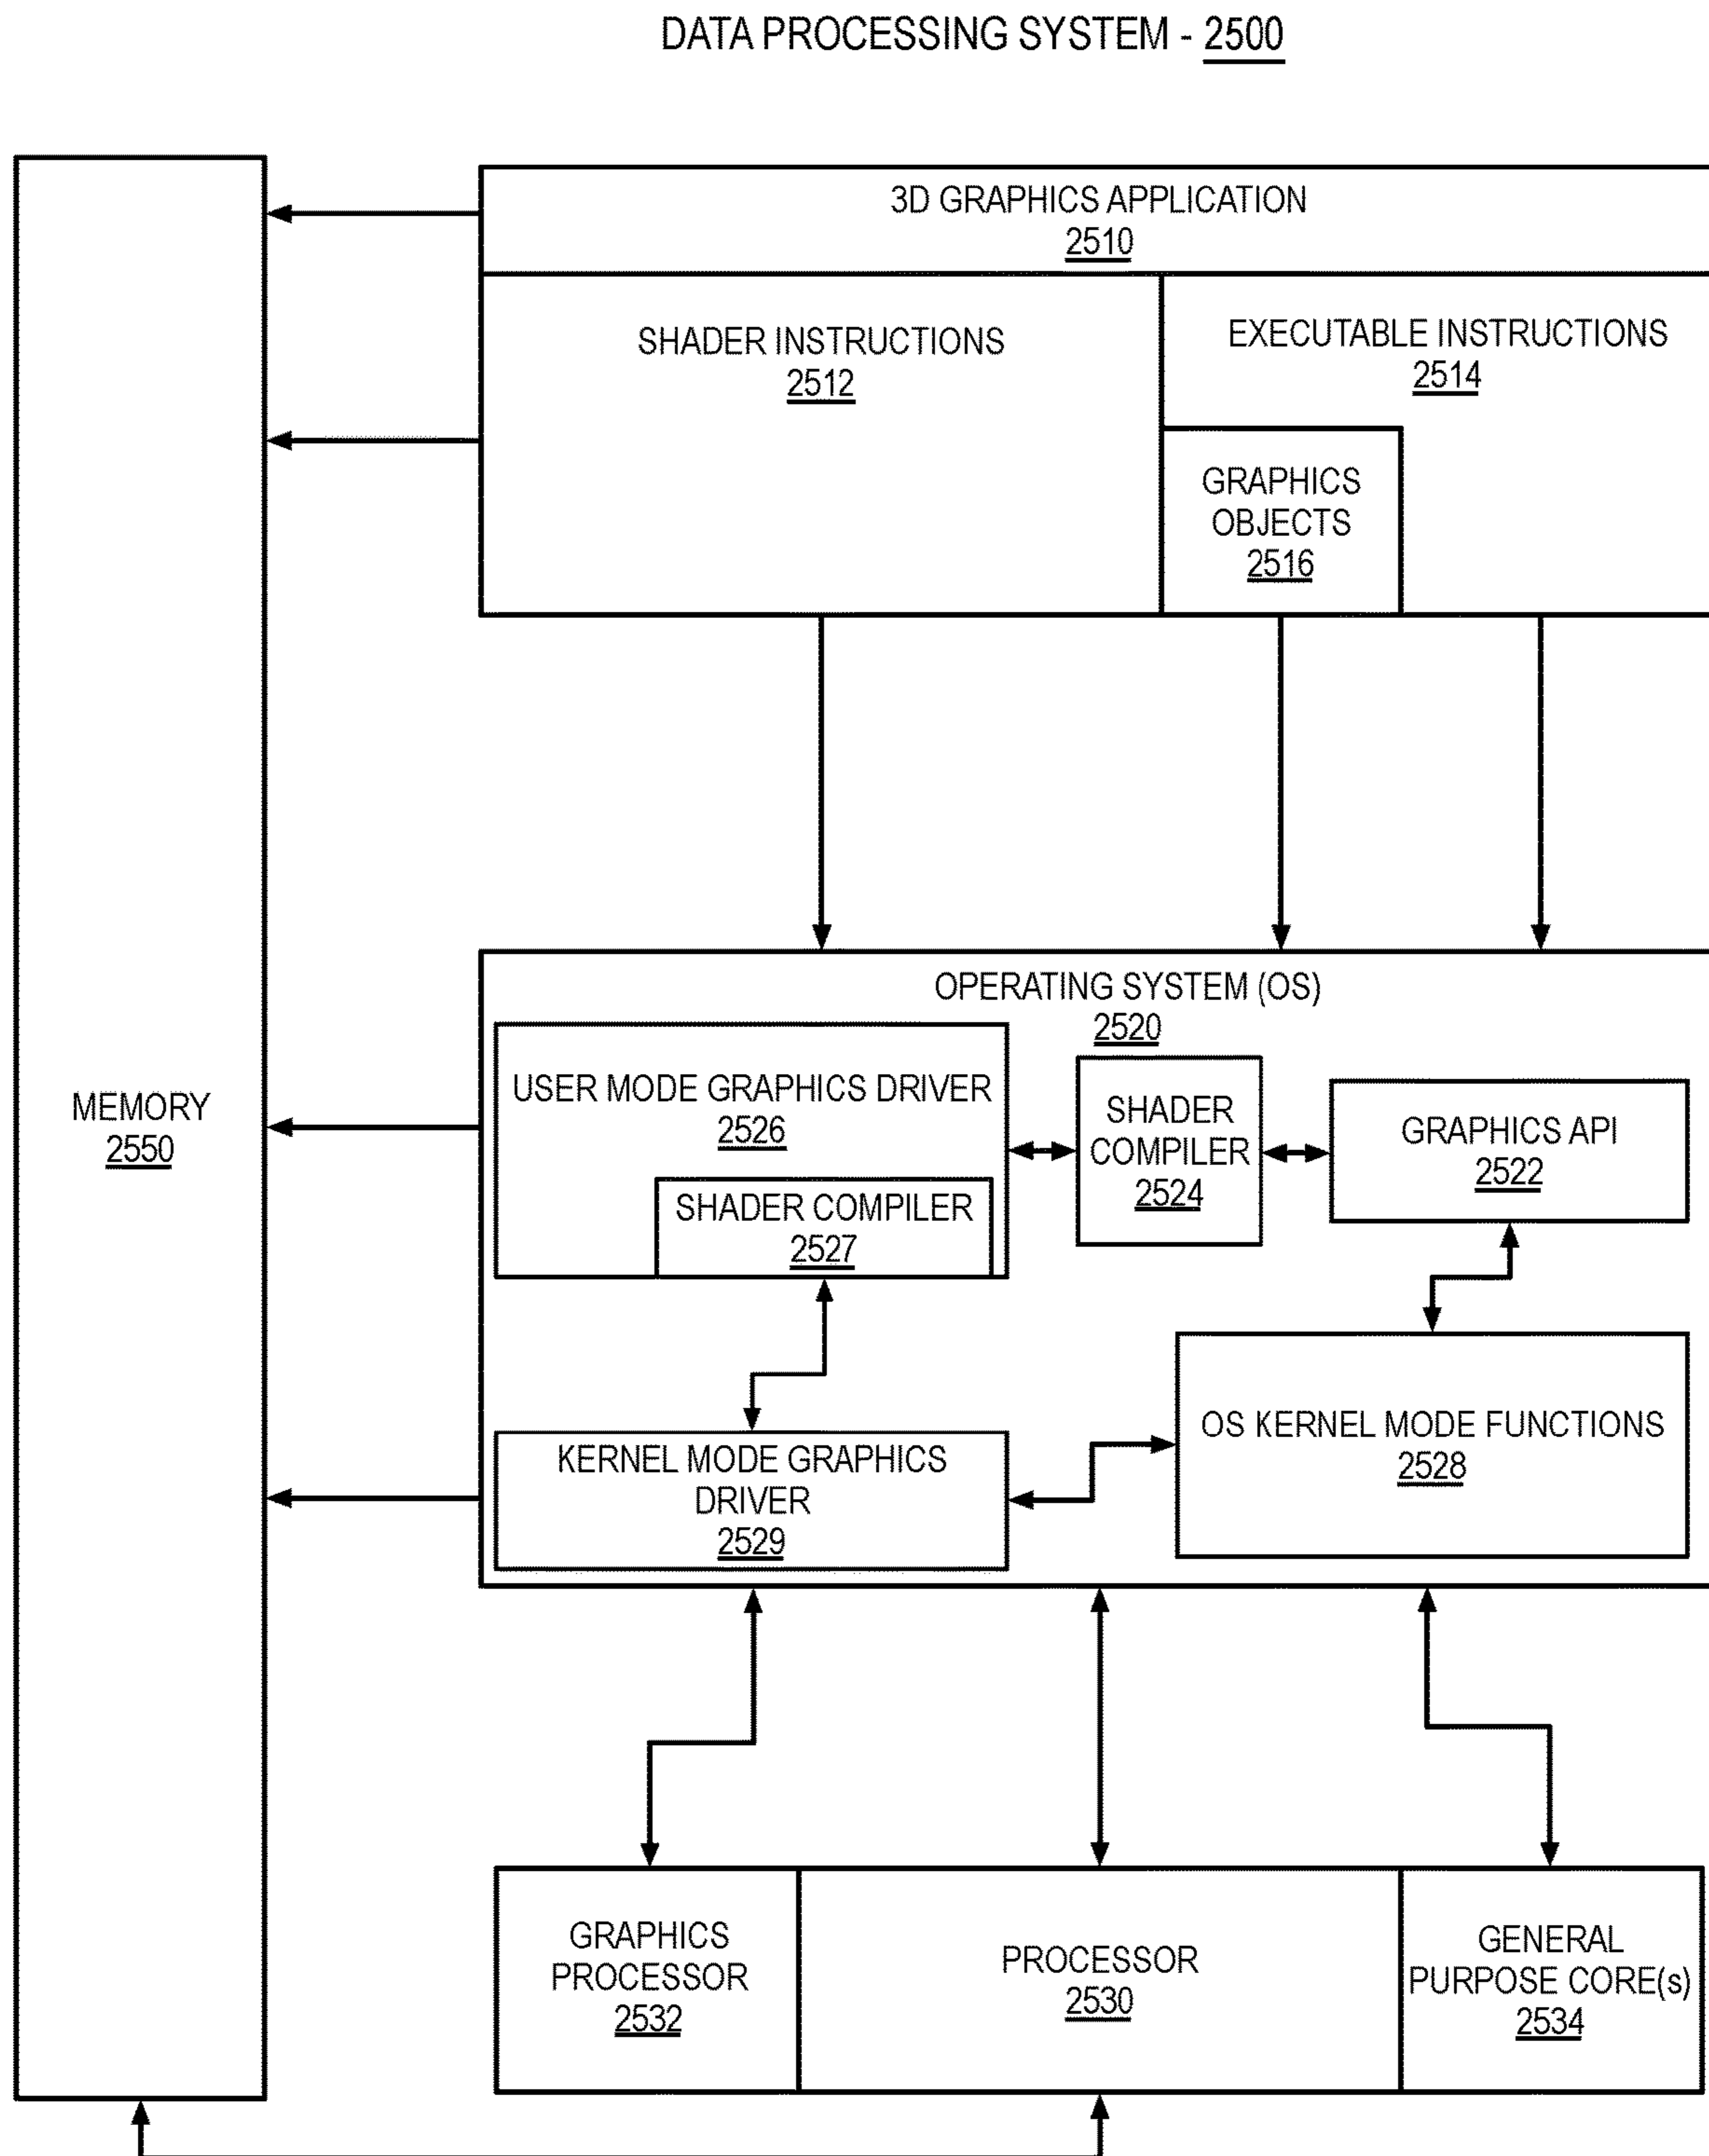 DATA PROCESSING SYSTEM - 2500
3D GRAPHICS APPLICATION
2510
SHADER INSTRUCTIONS
2512
EXECUTABLE INSTRUCTIONS
2514
GRAPHICS
OBJECTS
2516
MEMORY
2550
OPERATING SYSTEM (OS)
2520
USER MODE GRAPHICS DRIVER
2526
SHADER COMPILER
2527
SHADER
COMPILER
2524
GRAPHICS API
2522
KERNEL MODE GRAPHICS
DRIVER
2529
OS KERNEL MODE FUNCTIONS
2528
GRAPHICS
PROCESSOR
2532
PROCESSOR
2530
GENERAL
PURPOSE CORE(s)
2534